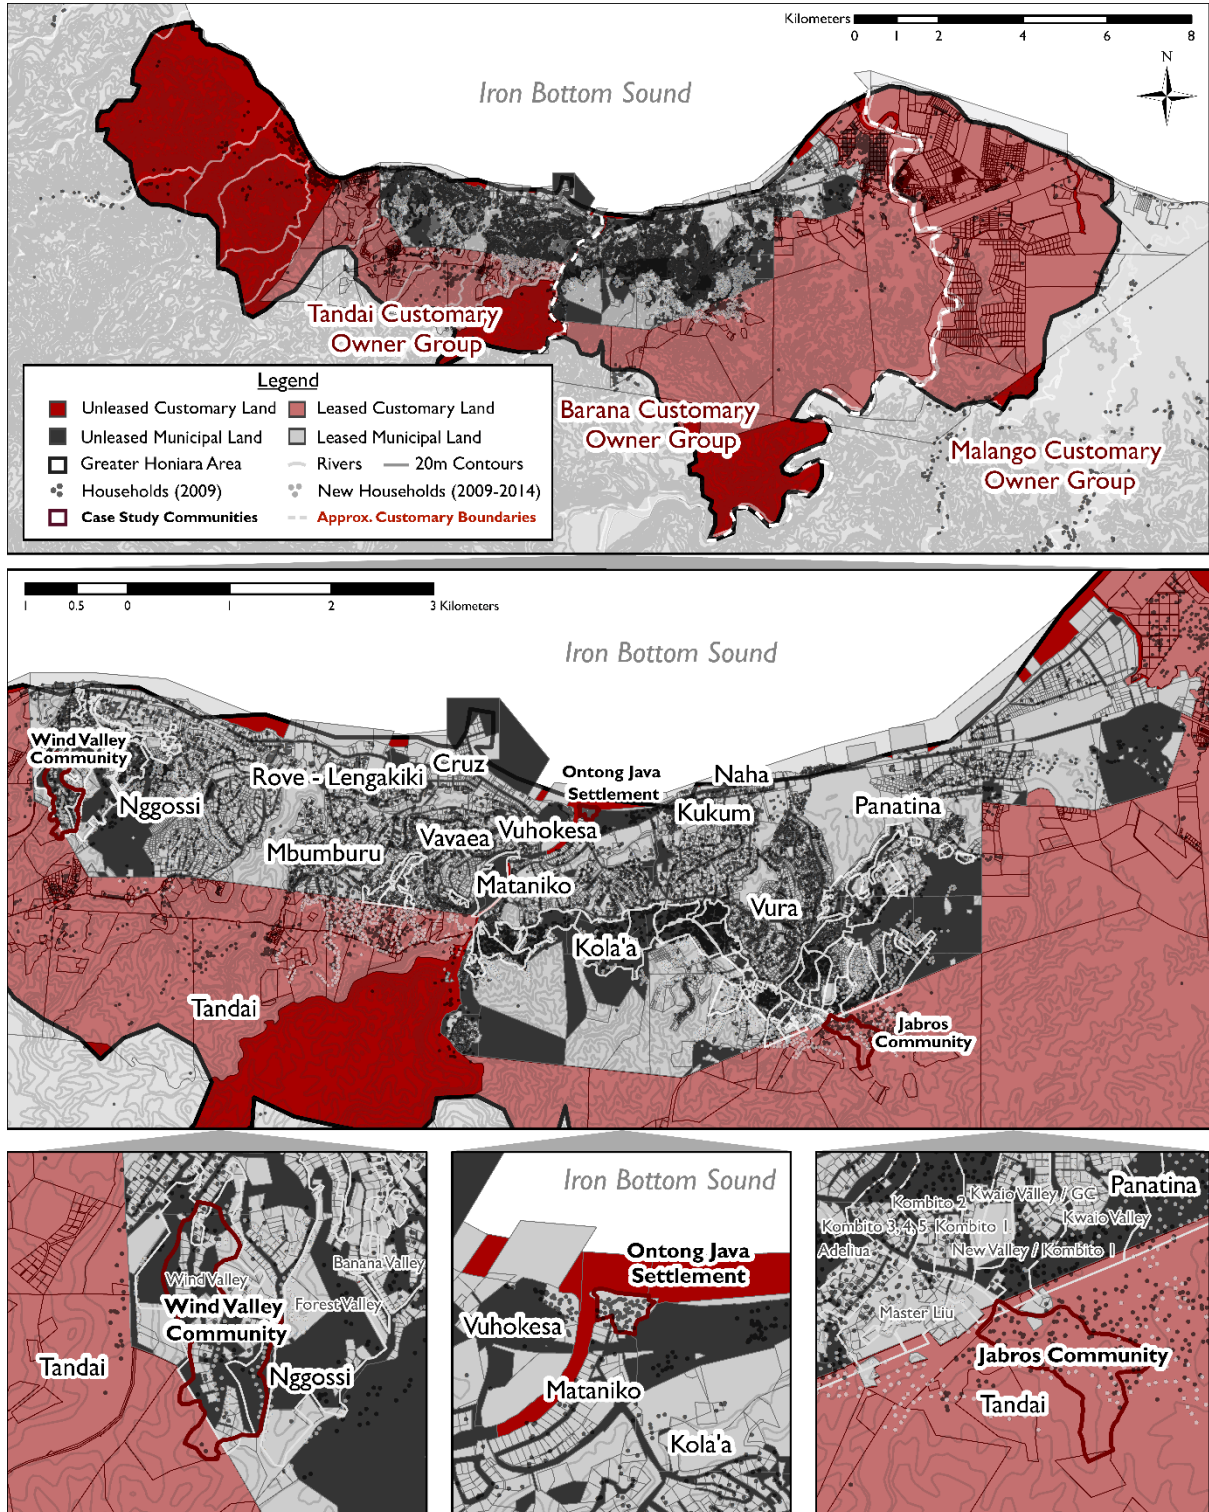 Kilometers
0 1 2 4 6 8
N
Iron Bottom Sound
Tandai Customary
Owner Group
Barana Customary
Owner Group
Malango Customary
Owner Group
Legend
Unleased Customary Land
Leased Customary Land
Unleased Municipal Land
Leased Municipal Land
Greater Honiara Area
Rivers
20m Contours
Households (2009)
New Households (2009-2014)
Case Study Communities
Approx. Customary Boundaries
1 0.5 0 1 2 3 Kilometers
Iron Bottom Sound
Wind Valley
Community
Nggossi
Rove - Lengakiki
Cruz
Ontong Java
Settlement
Naha
Kukum
Panatina
Vuhokesa
Vavaea
Mbumburu
Mataniko
Vura
Kola'a
Tandai
Jabros
Community
Wind Valley
Banana Valley
Forest Valley
Wind Valley
Community
Nggossi
Tandai
Iron Bottom Sound
Ontong Java
Settlement
Vuhokesa
Mataniko
Kola'a
Kombito 2
Kwaio Valley / GC
Panatina
Kwaio Valley
Kombito 3, 4, 5
Kombito 1
Adeliua
New Valley / Kombito 1
Master Liu
Jabros Community
Tandai